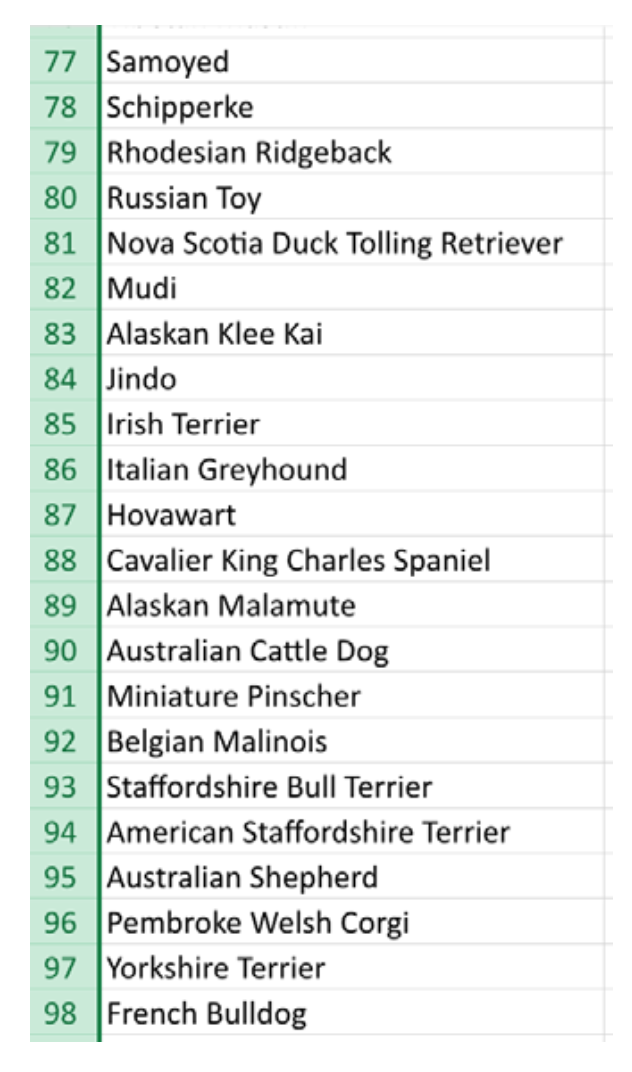 77 Samoyed
78 Schipperke
79 Rhodesian Ridgeback
80 Russian Toy
81 Nova Scotia Duck Tolling Retriever
82 Mudi
83 Alaskan Klee Kai
84 Jindo
85 Irish Terrier
86 Italian Greyhound
87 Hovawart
88 Cavalier King Charles Spaniel
89 Alaskan Malamute
90 Australian Cattle Dog
91 Miniature Pinscher
92 Belgian Malinois
93 Staffordshire Bull Terrier
94 American Staffordshire Terrier
95 Australian Shepherd
96 Pembroke Welsh Corgi
97 Yorkshire Terrier
98 French Bulldog